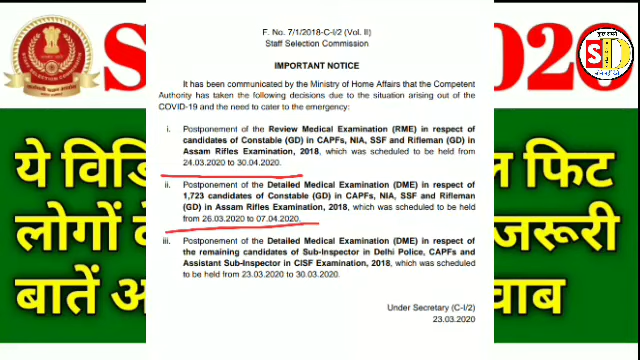 F. No. 7/1/2018-C-I/2 (Vol. II)
Staff Selection Commission
IMPORTANT NOTICE
It has been communicated by the Ministry of Home Affairs that the Competent
Authority has taken the following decisions due to the situation arising out of the
COVID-19 and the need to cater to the emergency:
i. Postponement of the Review Medical Examination (RME) in respect of
candidates of Constable (GD) in CAPFs, NIA, SSF and Rifleman (GD) in
Assam Rifles Examination, 2018, which was scheduled to be held from
24.03.2020 to 30.04.2020.
ii. Postponement of the Detailed Medical Examination (DME) in respect of
1,723 candidates of Constable (GD) in CAPFs, NIA, SSF and Rifleman
(GD) in Assam Rifles Examination, 2018, which was scheduled to be held
from 26.03.2020 to 07.04.2020.
iii. Postponement of the Detailed Medical Examination (DME) in respect of
the remaining candidates of Sub-Inspector in Delhi Police, CAPFs and
Assistant Sub-Inspector in CISF Examination, 2018, which was scheduled
to be held from 23.03.2020 to 30.03.2020.
Under Secretary (C-I/2)
23.03.2020
S
020
SD
ये विडि
फिट
लोगों
जरूरी
बातें
वाब